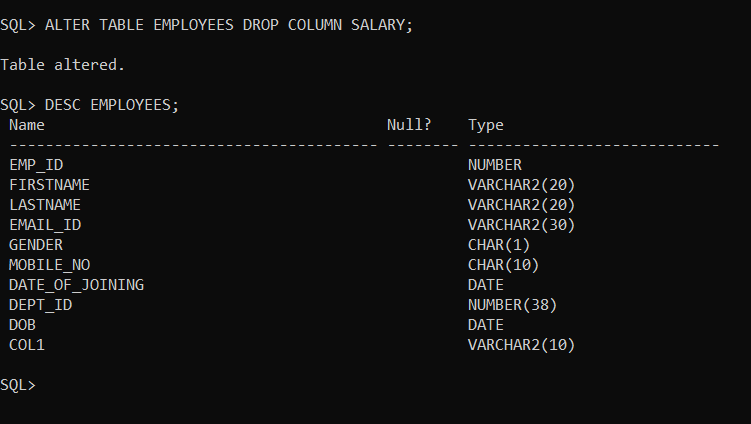 SQL> ALTER TABLE EMPLOYEES DROP COLUMN SALARY;
Table altered.
SQL> DESC EMPLOYEES;
Name Null? Type
----------------------------------------- -------- ----------------------------
EMP_ID NUMBER
FIRSTNAME VARCHAR2(20)
LASTNAME VARCHAR2(20)
EMAIL_ID VARCHAR2(30)
GENDER CHAR(1)
MOBILE_NO CHAR(10)
DATE_OF_JOINING DATE
DEPT_ID NUMBER(38)
DOB DATE
COL1 VARCHAR2(10)
SQL>